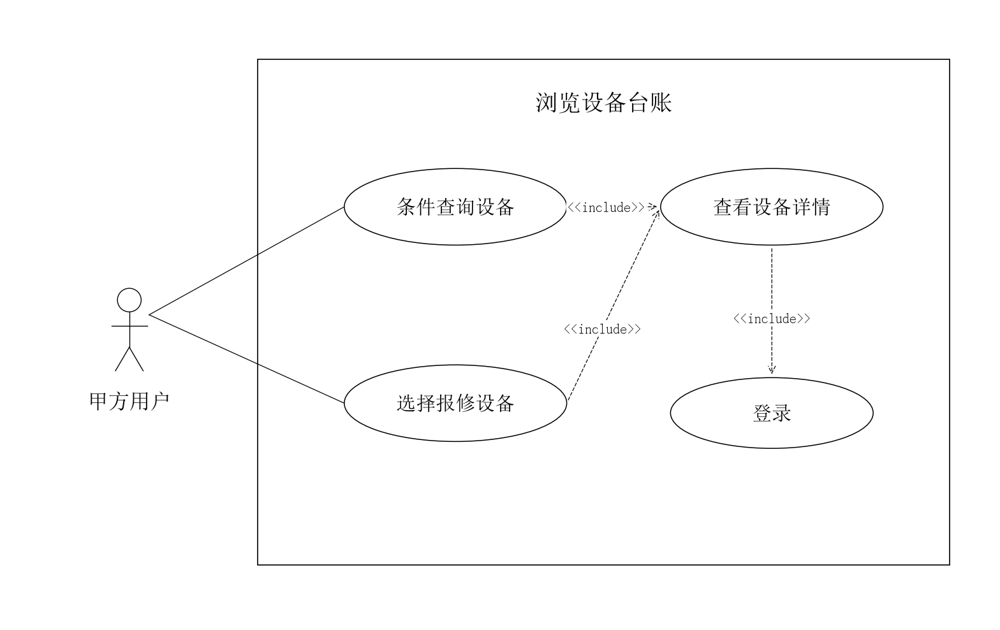 浏览设备台账
条件查询设备
<<include>>
查看设备详情
<<include>>
<<include>>
甲方用户
选择报修设备
登录